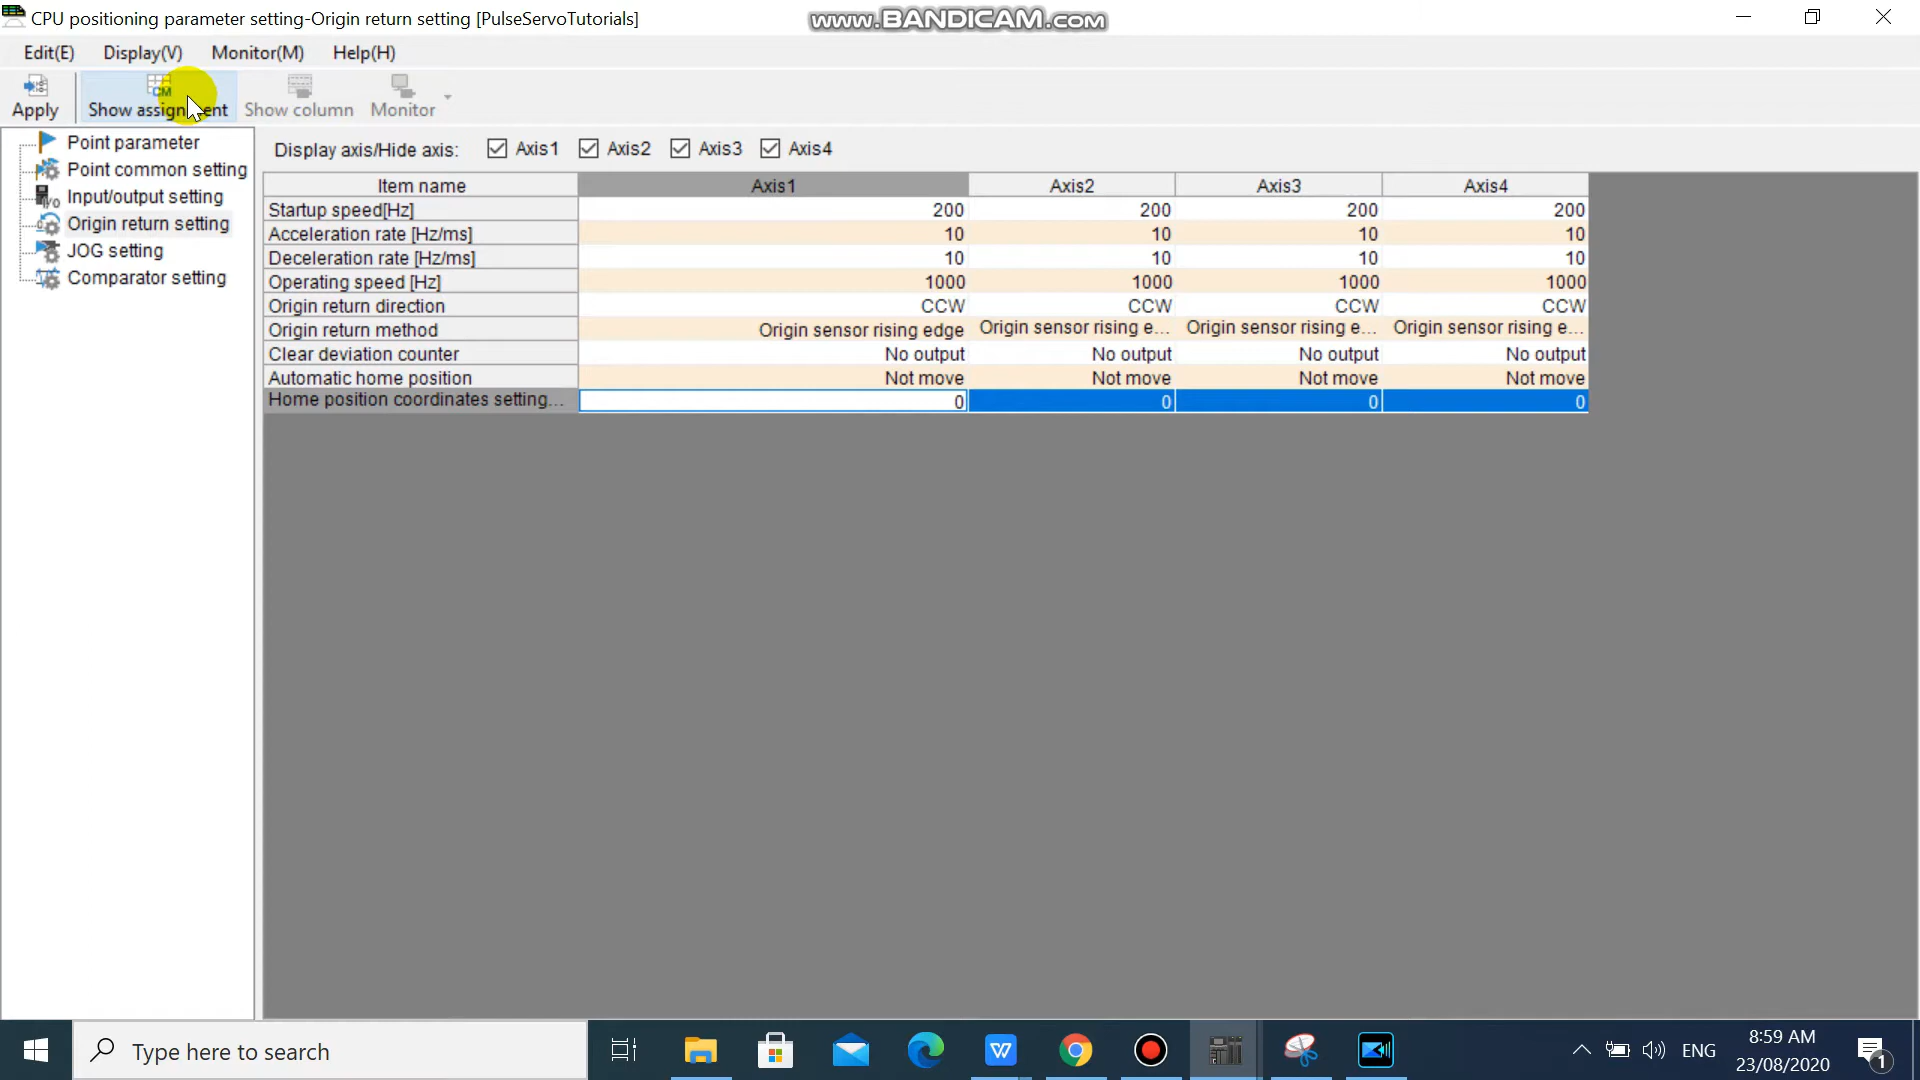 CPU positioning parameter setting-Origin return setting [PulseServoTutorials]
www.BANDICAM.com
Edit(E) Display(V) Monitor(M) Help(H)
Apply Show assignment Show column Monitor
Point parameter
Point common setting
Input/output setting
Origin return setting
JOG setting
Comparator setting
Display axis/Hide axis: Axis1 Axis2 Axis3 Axis4
Item name Axis1 Axis2 Axis3 Axis4
Startup speed[Hz] 200 200 200 200
Acceleration rate [Hz/ms] 10 10 10 10
Deceleration rate [Hz/ms] 10 10 10 10
Operating speed [Hz] 1000 1000 1000 1000
Origin return direction CCW CCW CCW CCW
Origin return method Origin sensor rising edge Origin sensor rising e... Origin sensor rising e... Origin sensor rising e...
Clear deviation counter No output No output No output No output
Automatic home position Not move Not move Not move Not move
Home position coordinates setting... 0 0 0 0
Type here to search
ENG
8:59 AM
23/08/2020
1